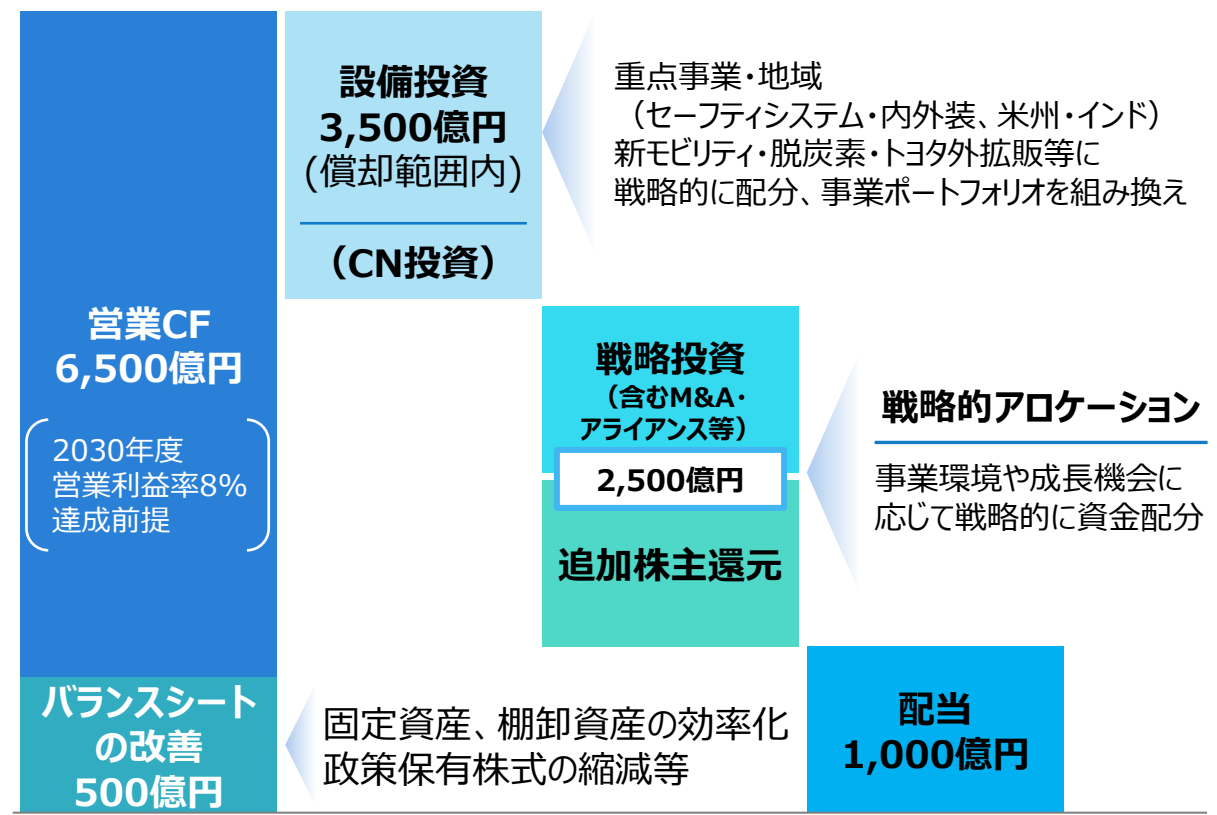 設備投資
3,500億円
(償却範囲内)
（CN投資）
重点事業・地域
（セーフティシステム・内外装、米州・インド）
新モビリティ・脱炭素・トヨタ外拡販等に
戦略的に配分、事業ポートフォリオを組み換え
営業CF
6,500億円
2030年度
営業利益率8%
達成前提
戦略投資
（含むM&A・
アライアンス等）
2,500億円
追加株主還元
戦略的アロケーション
事業環境や成長機会に
応じて戦略的に資金配分
バランスシート
の改善
500億円
固定資産、棚卸資産の効率化
政策保有株式の縮減等
配当
1,000億円